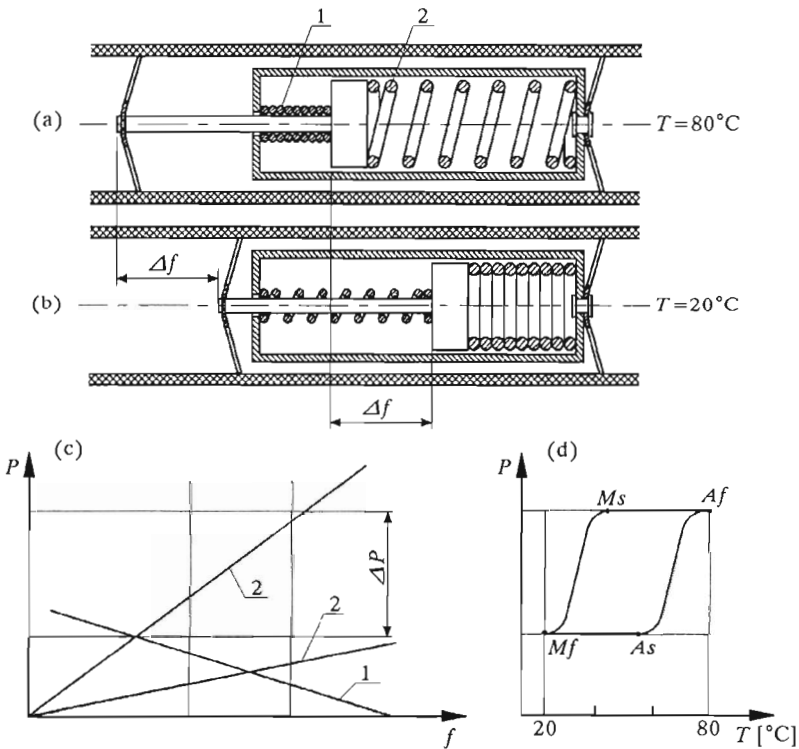 1 2
(a) T=80°C
Δf
(b) T=20°C
Δf
(c) (d)
P P
Ms Af
2 ΔP
2
Mf As
1
f 20 80 T [°C]